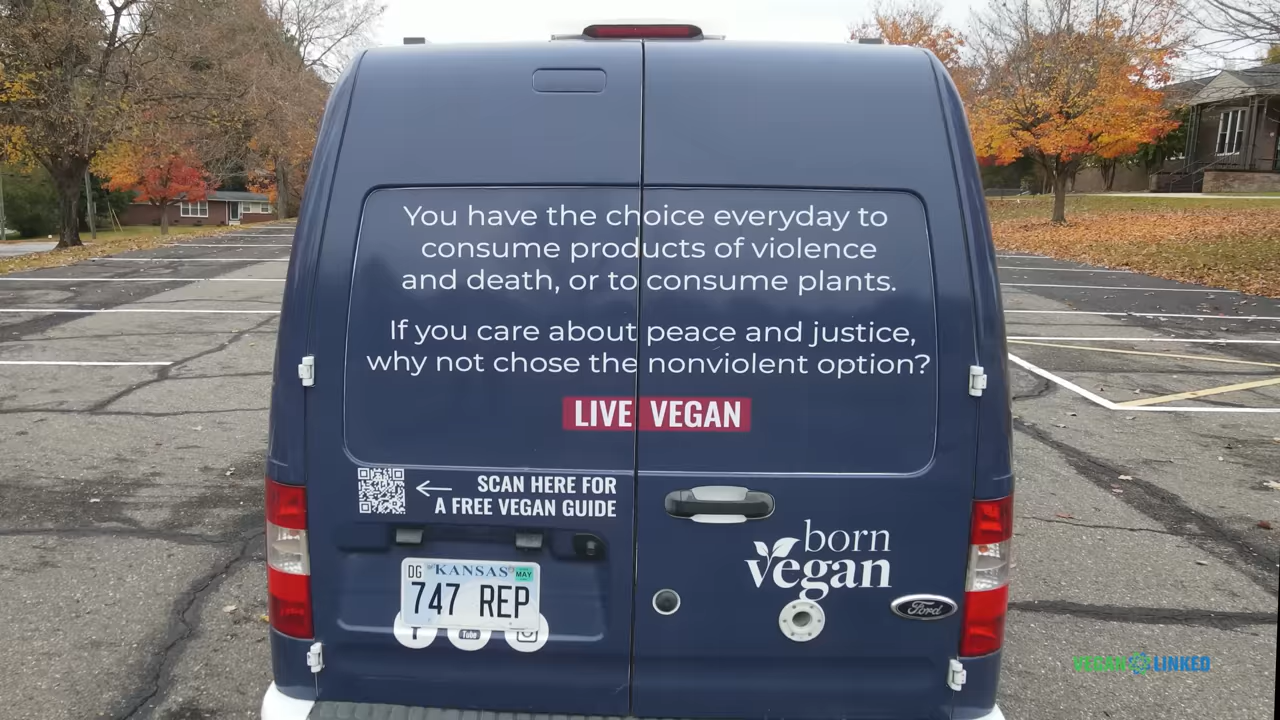 You have the choice everyday to
consume products of violence
and death, or to consume plants.
If you care about peace and justice,
why not chose the nonviolent option?
LIVE VEGAN
SCAN HERE FOR
A FREE VEGAN GUIDE
born
vegan
DG KANSAS MAY
747 REP
f Tube
Ford
VEGAN LINKED